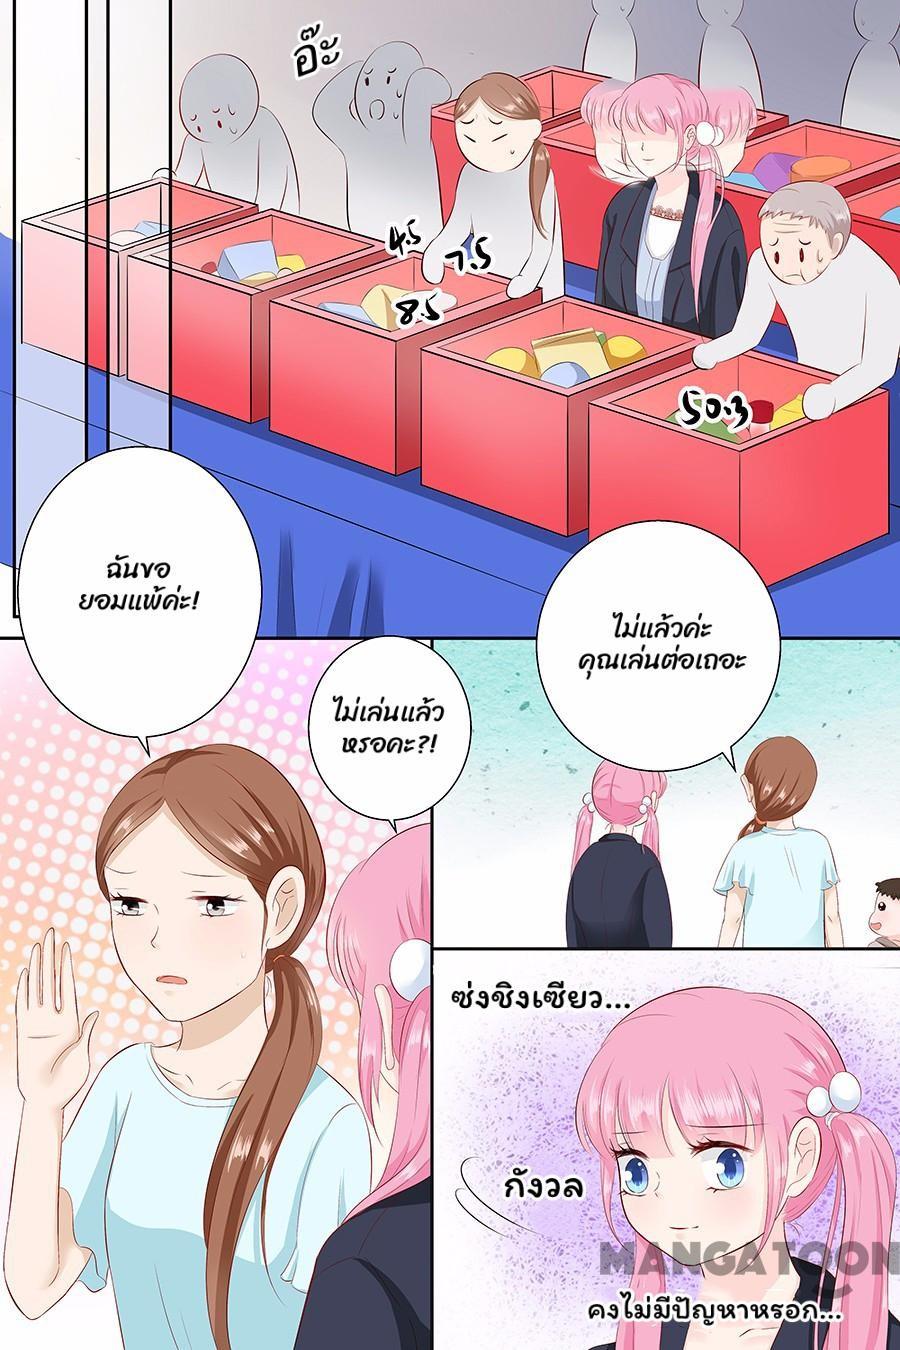 อ๊ะ
4.5
7.5
8.5
50.3
ฉันขอ
ยอมแพ้ค่ะ!
ไม่เล่นแล้ว
หรอคะ?!
ไม่แล้วค่ะ
คุณเล่นต่อเถอะ
ซ่งชิงเซียว...
กังวล
MANGATOON
คงไม่มีปัญหาหรอก...